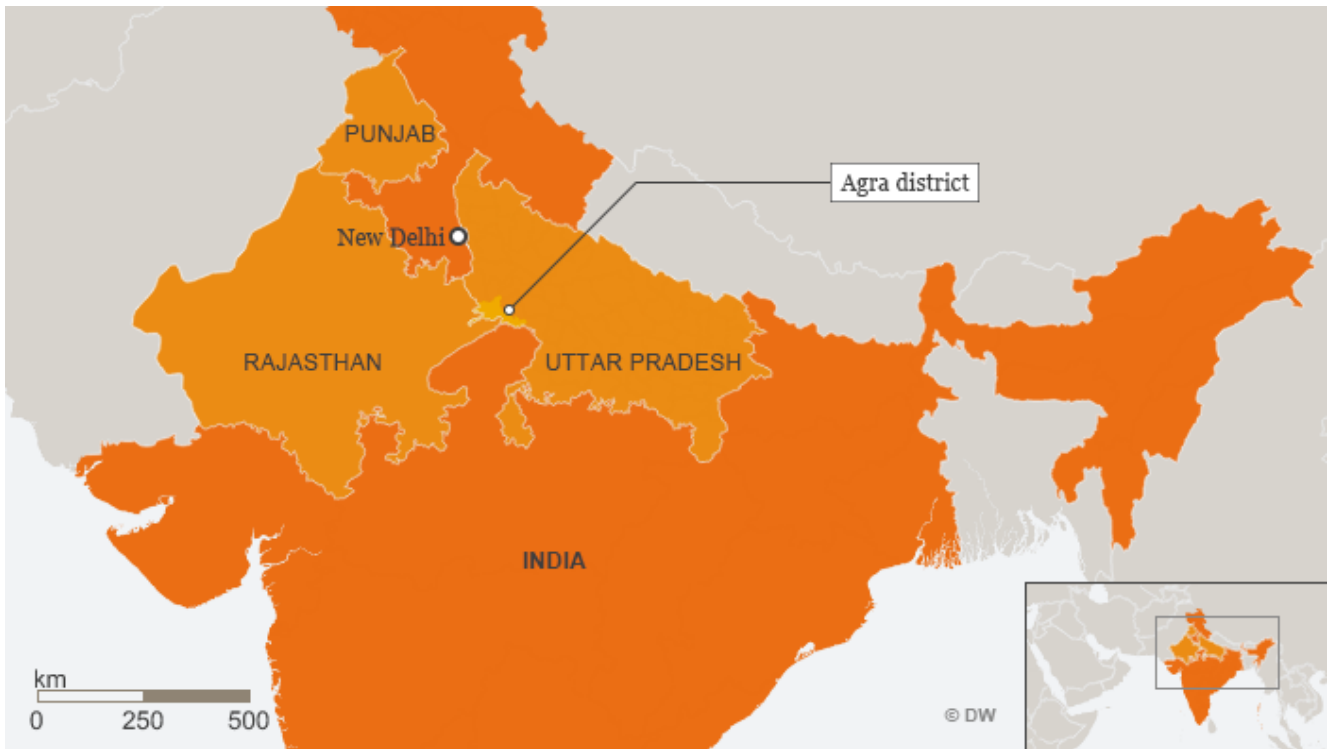 PUNJAB
Agra district
New Delhi
RAJASTHAN
UTTAR PRADESH
INDIA
km
0 250 500
© DW